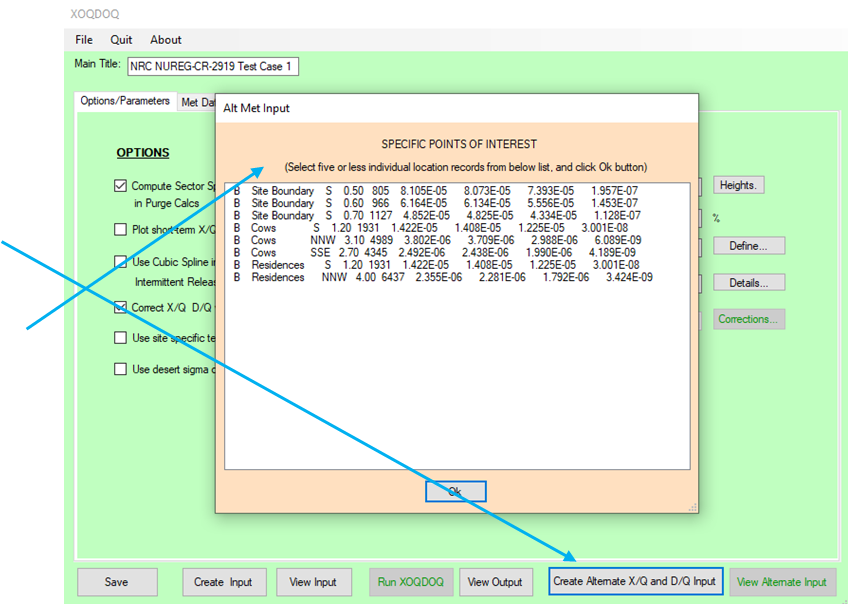 XOQDOQ
File Quit About
Main Title: NRC NUREG-CR-2919 Test Case 1
Options/Parameters Met Da
Alt Met Input
SPECIFIC POINTS OF INTEREST
(Select five or less individual location records from below list, and click Ok button)
B Site Boundary S 0.50 805 8.105E-05 8.073E-05 7.393E-05 1.957E-07
B Site Boundary S 0.60 966 6.164E-05 6.134E-05 5.556E-05 1.453E-07
B Site Boundary S 0.70 1127 4.852E-05 4.825E-05 4.334E-05 1.128E-07
B Cows S 1.20 1931 1.422E-05 1.408E-05 1.225E-05 3.001E-08
B Cows NNW 3.10 4989 3.802E-06 3.709E-06 2.988E-06 6.089E-09
B Cows SSE 2.70 4345 2.492E-06 2.438E-06 1.990E-06 4.189E-09
B Residences S 1.20 1931 1.422E-05 1.408E-05 1.225E-05 3.001E-08
B Residences NNW 4.00 6437 2.355E-06 2.281E-06 1.792E-06 3.424E-09
Ok
OPTIONS
Compute Sector Sp
in Purge Calcs
Plot short-term X/Q
Use Cubic Spline in
Intermittent Releas
Correct X/Q D/Q
Use site specific te
Use desert sigma c
Heights.
%
Define...
Details...
Corrections...
Save Create Input View Input Run XOQDOQ View Output Create Alternate X/Q and D/Q Input View Alternate Input